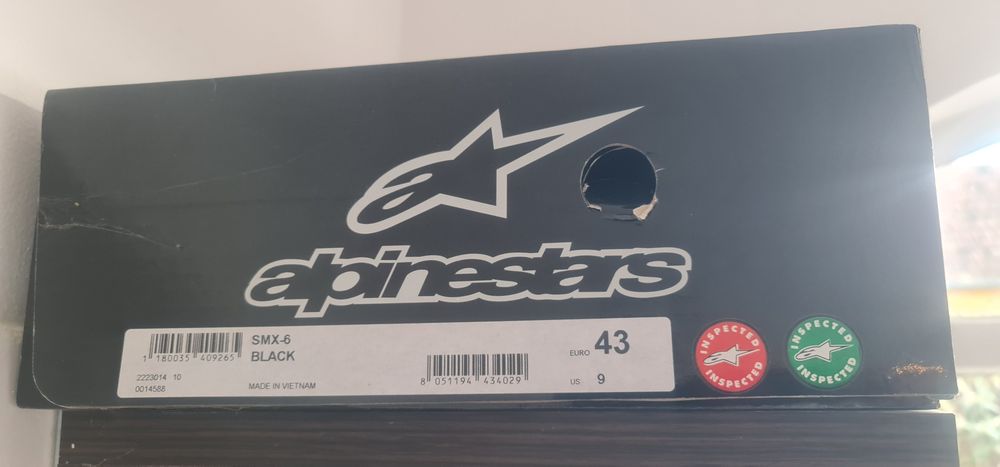 alpinestars
1 180035 409265
SMX-6
BLACK
2223014 10
0014588
MADE IN VIETNAM
8 051194 434029
EURO 43
US 9
INSPECTED
INSPECTED
INSPECTED
INSPECTED